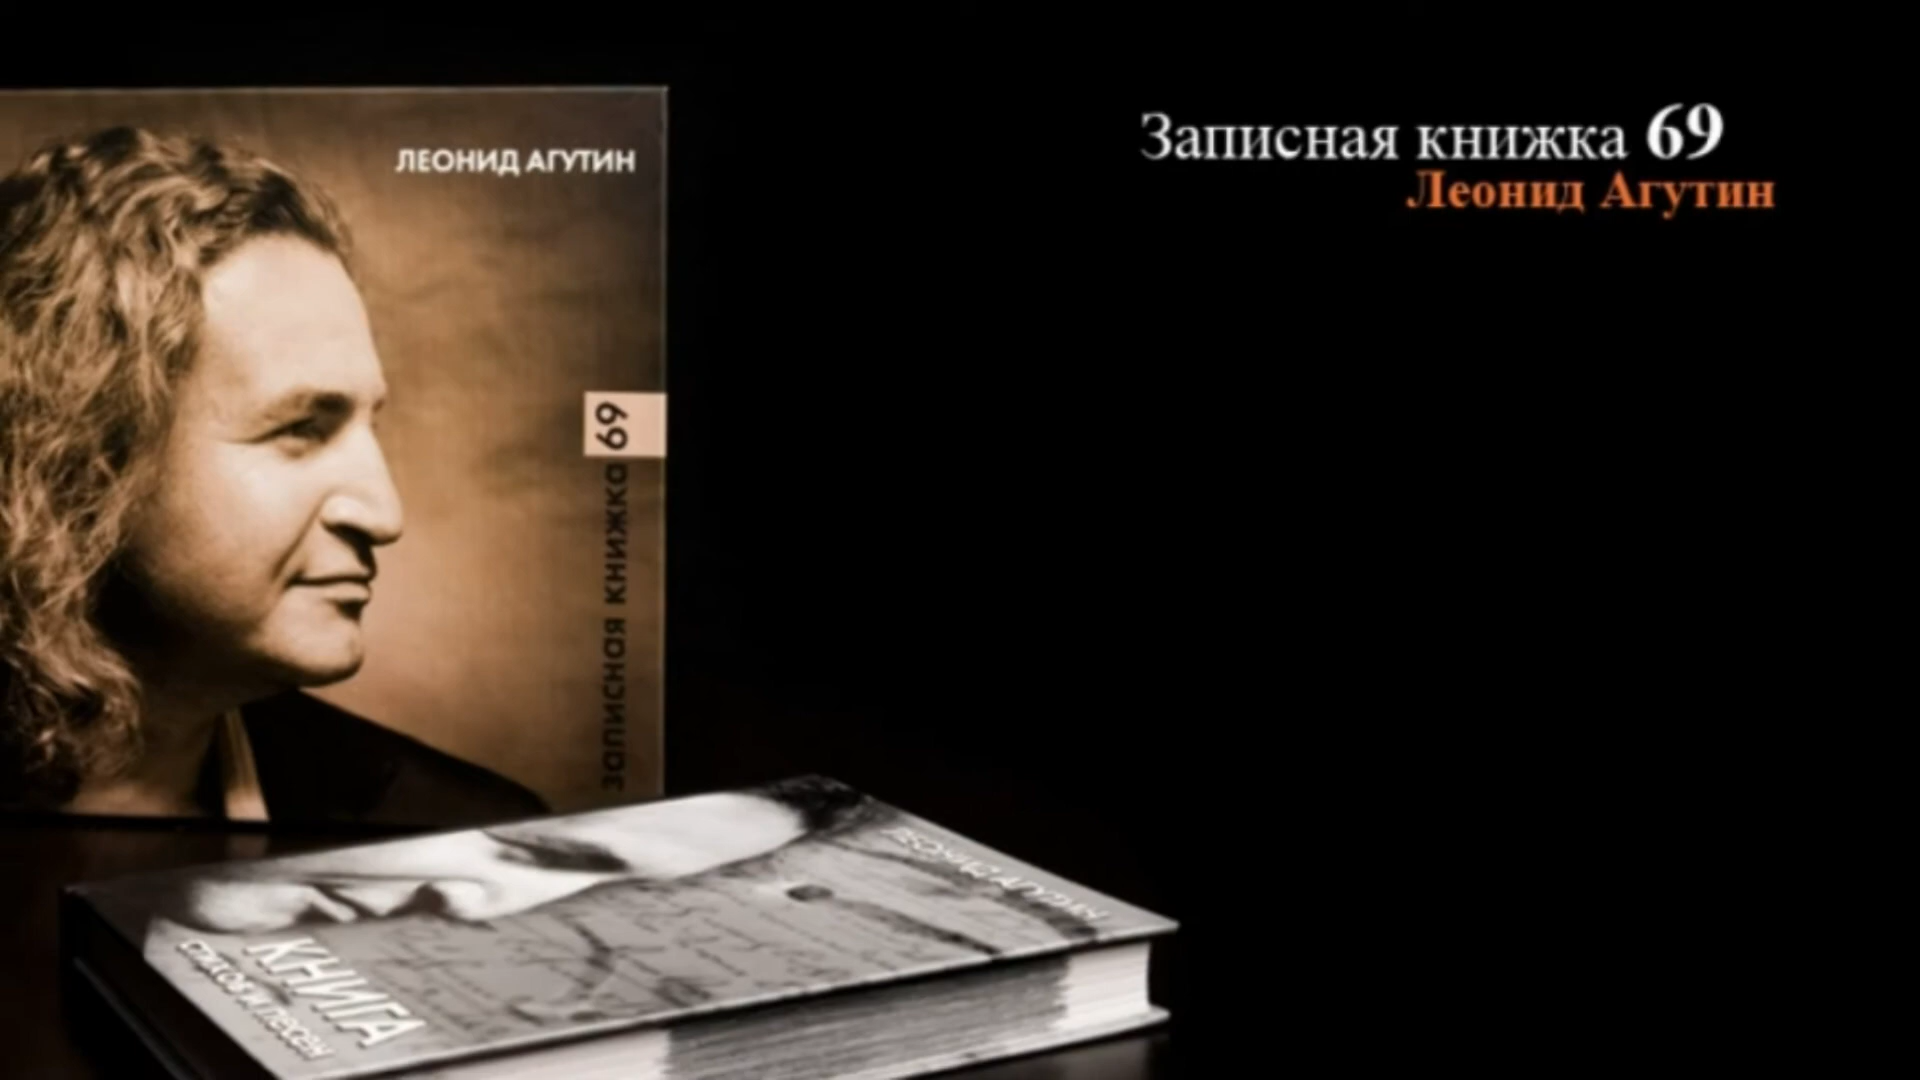 Записная книжка 69
Леонид Агутин
ЛЕОНИД АГУТИН
записная книжка 69
ЛЕОНИД АГУТИН
КНИГА
СТИХОВ И ПЕСЕН